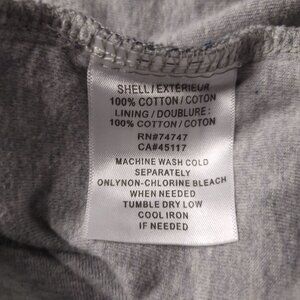 SHELL/EXTÉRIEUR
100% COTTON/COTON
LINING/DOUBLURE:
100% COTTON/COTON
RN#74747
CA#45117
MACHINE WASH COLD
SEPARATELY
ONLYNON-CHLORINE BLEACH
WHEN NEEDED
TUMBLE DRY LOW
COOL IRON
IF NEEDED